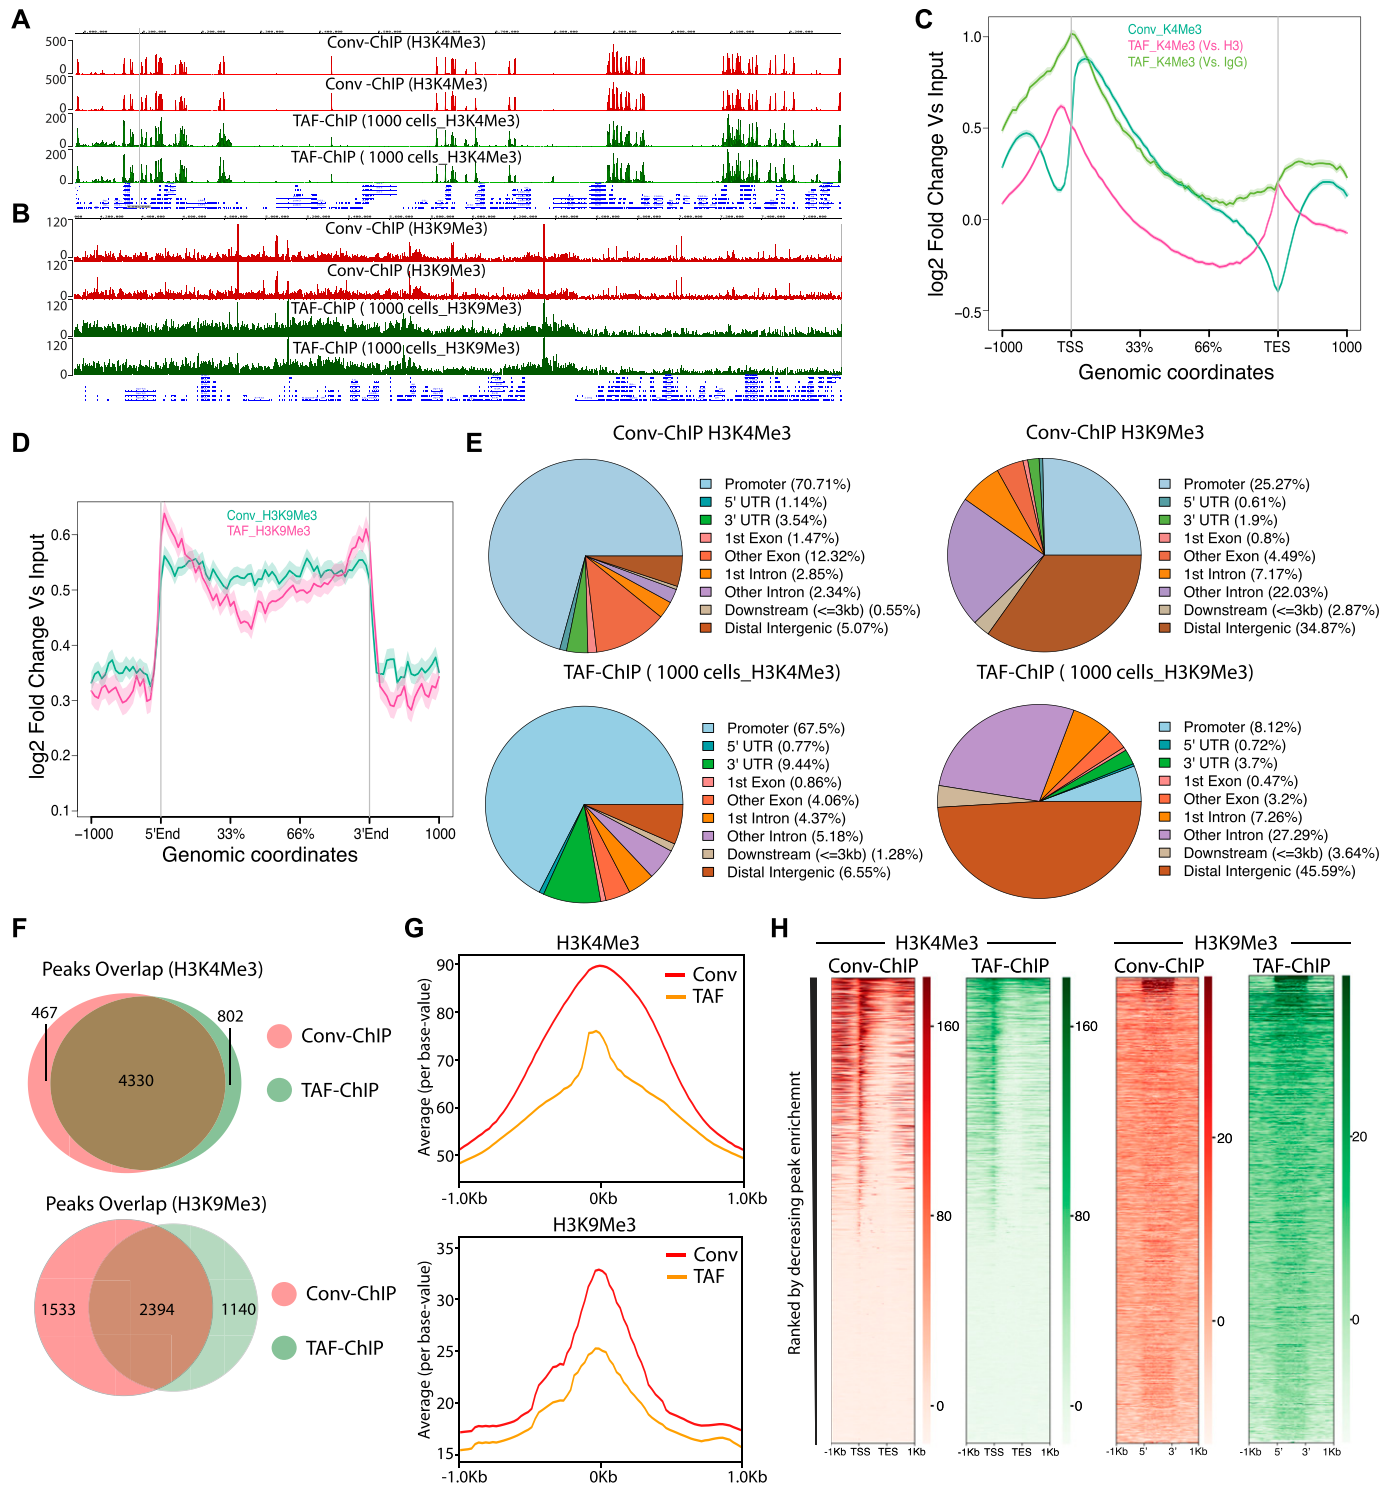 A
500
0
Conv-ChIP (H3K4Me3)
500
0
Conv -ChIP (H3K4Me3)
200
0
TAF-ChIP (1000 cells_H3K4Me3)
200
0
TAF-ChIP ( 1000 cells_H3K4Me3)
B
120
0
Conv -ChIP (H3K9Me3)
120
0
Conv-ChIP (H3K9Me3)
120
0
TAF-ChIP ( 1000 cells_H3K9Me3)
120
0
TAF-ChIP (1000 cells_H3K9Me3)
C
Conv_K4Me3
TAF_K4Me3 (Vs. H3)
TAF_K4Me3 (Vs. IgG)
log2 Fold Change Vs Input
1.0
0.5
0.0
−0.5
−1000 TSS 33% 66% TES 1000
Genomic coordinates
D
Conv_H3K9Me3
TAF_H3K9Me3
log2 Fold Change Vs Input
0.6
0.5
0.4
0.3
0.2
0.1
−1000 5'End 33% 66% 3'End 1000
Genomic coordinates
E
Conv-ChIP H3K4Me3
Promoter (70.71%)
5' UTR (1.14%)
3' UTR (3.54%)
1st Exon (1.47%)
Other Exon (12.32%)
1st Intron (2.85%)
Other Intron (2.34%)
Downstream (<=3kb) (0.55%)
Distal Intergenic (5.07%)
Conv-ChIP H3K9Me3
Promoter (25.27%)
5' UTR (0.61%)
3' UTR (1.9%)
1st Exon (0.8%)
Other Exon (4.49%)
1st Intron (7.17%)
Other Intron (22.03%)
Downstream (<=3kb) (2.87%)
Distal Intergenic (34.87%)
TAF-ChIP ( 1000 cells_H3K4Me3)
Promoter (67.5%)
5' UTR (0.77%)
3' UTR (9.44%)
1st Exon (0.86%)
Other Exon (4.06%)
1st Intron (4.37%)
Other Intron (5.18%)
Downstream (<=3kb) (1.28%)
Distal Intergenic (6.55%)
TAF-ChIP ( 1000 cells_H3K9Me3)
Promoter (8.12%)
5' UTR (0.72%)
3' UTR (3.7%)
1st Exon (0.47%)
Other Exon (3.2%)
1st Intron (7.26%)
Other Intron (27.29%)
Downstream (<=3kb) (3.64%)
Distal Intergenic (45.59%)
F
Peaks Overlap (H3K4Me3)
467
802
4330
Conv-ChIP
TAF-ChIP
Peaks Overlap (H3K9Me3)
1533
2394
1140
Conv-ChIP
TAF-ChIP
G
H3K4Me3
Conv
TAF
Average (per base-value)
90
80
70
60
50
-1.0Kb 0Kb 1.0Kb
H3K9Me3
Conv
TAF
Average (per base-value)
35
30
25
20
15
-1.0Kb 0Kb 1.0Kb
H
H3K4Me3
H3K9Me3
Conv-ChIP
TAF-ChIP
Conv-ChIP
TAF-ChIP
Ranked by decreasing peak enrichemnt
160
80
0
160
80
0
20
0
20
0
-1Kb TSS TES 1Kb
-1Kb TSS TES 1Kb
-1Kb 5' 3' 1Kb
-1Kb 5' 3' 1Kb